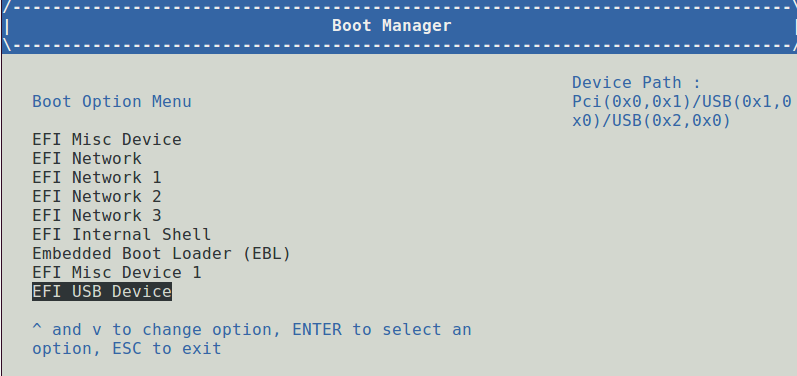 /------------------------------------------------------------------------------\
| Boot Manager |
\------------------------------------------------------------------------------/
Device Path :
Boot Option Menu Pci(0x0,0x1)/USB(0x1,0
x0)/USB(0x2,0x0)
EFI Misc Device
EFI Network
EFI Network 1
EFI Network 2
EFI Network 3
EFI Internal Shell
Embedded Boot Loader (EBL)
EFI Misc Device 1
EFI USB Device
^ and v to change option, ENTER to select an
option, ESC to exit